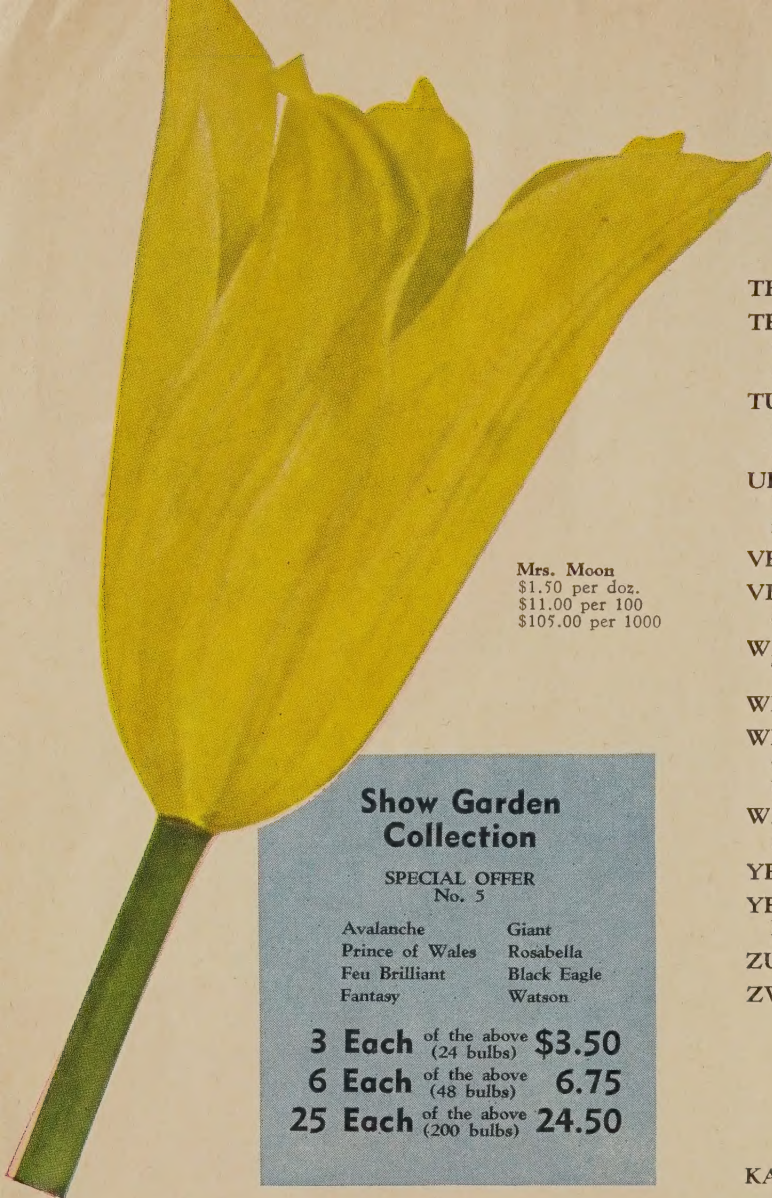 Mrs. Moon
$1.50 per doz.
$11.00 per 100
$105.00 per 1000
Show Garden
Collection
SPECIAL OFFER
No. 5
Avalanche Giant
Prince of Wales Rosabella
Feu Brilliant Black Eagle
Fantasy Watson
3 Each of the above (24 bulbs) $3.50
6 Each of the above (48 bulbs) 6.75
25 Each of the above (200 bulbs) 24.50